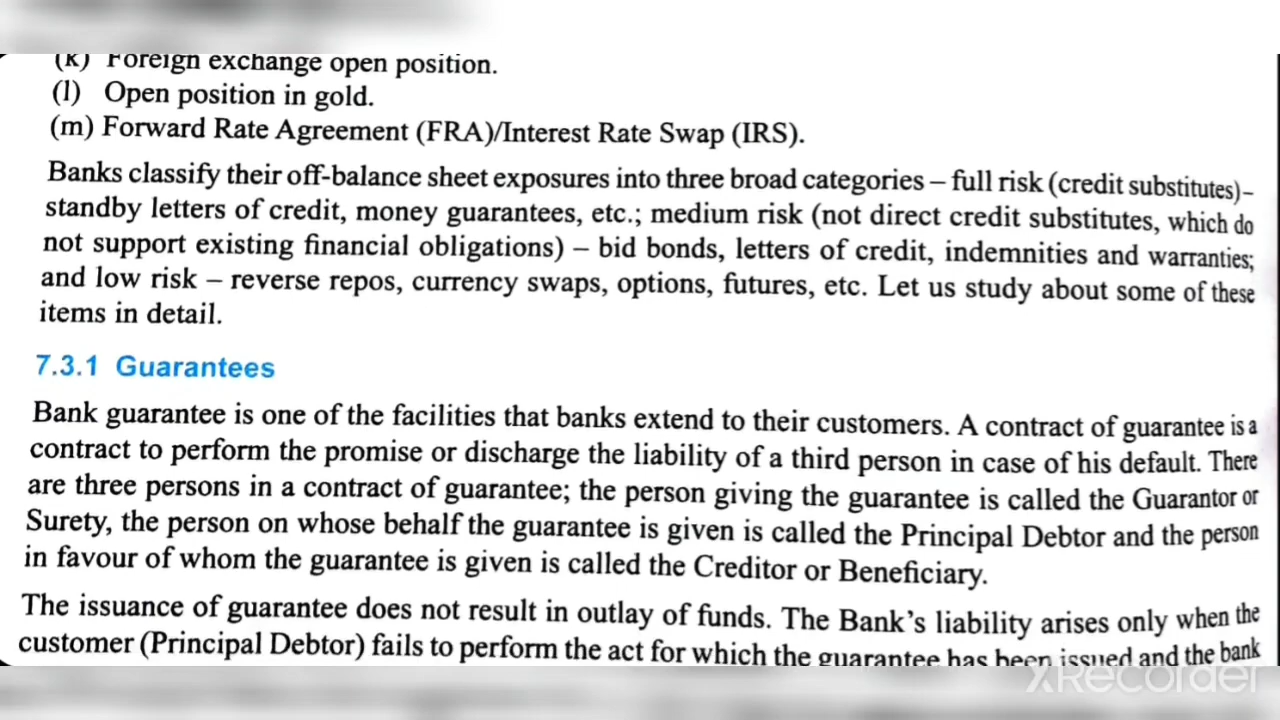 (k) Foreign exchange open position.
(l) Open position in gold.
(m) Forward Rate Agreement (FRA)/Interest Rate Swap (IRS).
Banks classify their off-balance sheet exposures into three broad categories – full risk (credit substitutes)–
standby letters of credit, money guarantees, etc.; medium risk (not direct credit substitutes, which do
not support existing financial obligations) – bid bonds, letters of credit, indemnities and warranties;
and low risk – reverse repos, currency swaps, options, futures, etc. Let us study about some of these
items in detail.
7.3.1 Guarantees
Bank guarantee is one of the facilities that banks extend to their customers. A contract of guarantee is a
contract to perform the promise or discharge the liability of a third person in case of his default. There
are three persons in a contract of guarantee; the person giving the guarantee is called the Guarantor or
Surety, the person on whose behalf the guarantee is given is called the Principal Debtor and the person
in favour of whom the guarantee is given is called the Creditor or Beneficiary.
The issuance of guarantee does not result in outlay of funds. The Bank's liability arises only when the
customer (Principal Debtor) fails to perform the act for which the guarantee has been issued and the bank
XRecorder